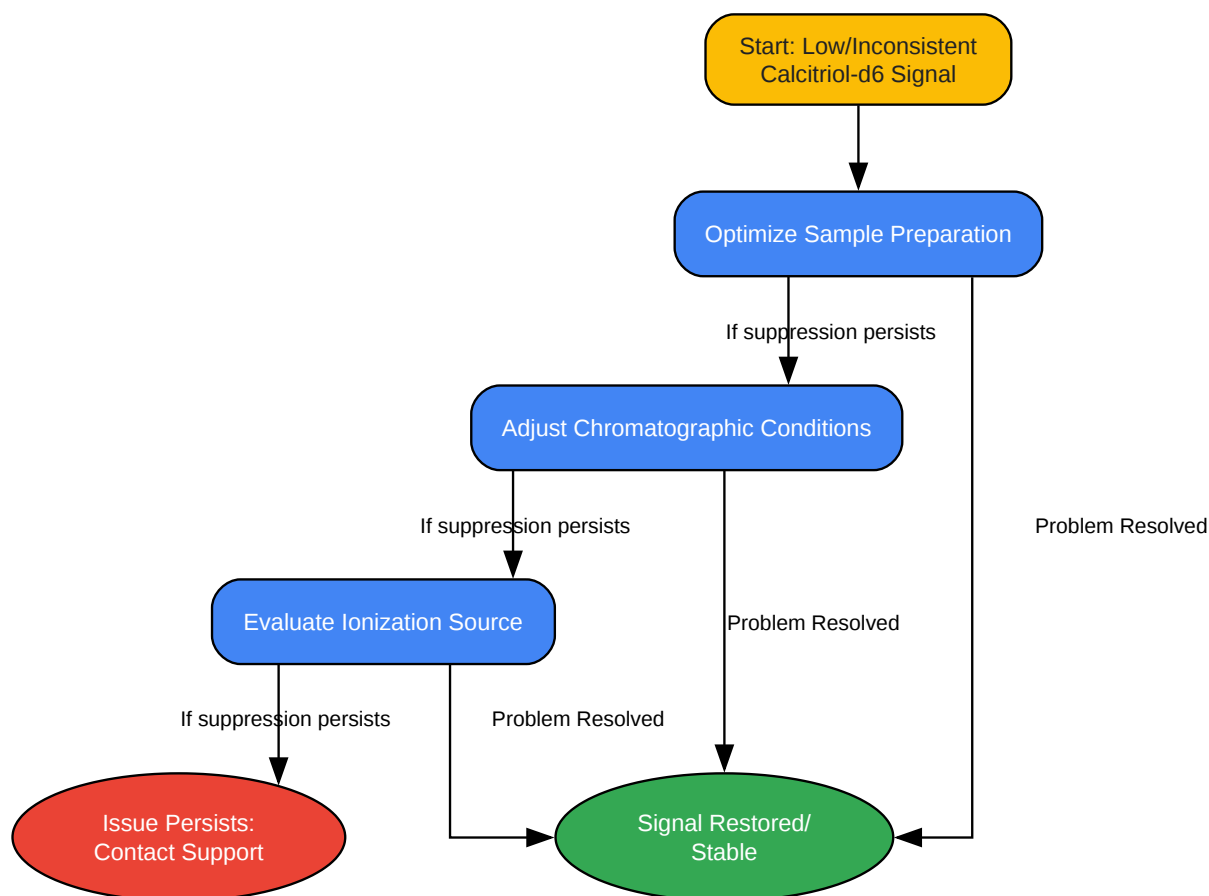 Start: Low/Inconsistent
Calcitriol-d6 Signal
Optimize Sample Preparation
If suppression persists
Adjust Chromatographic Conditions
If suppression persists
Problem Resolved
Evaluate Ionization Source
Problem Resolved
If suppression persists
Problem Resolved
Issue Persists:
Contact Support
Signal Restored/
Stable